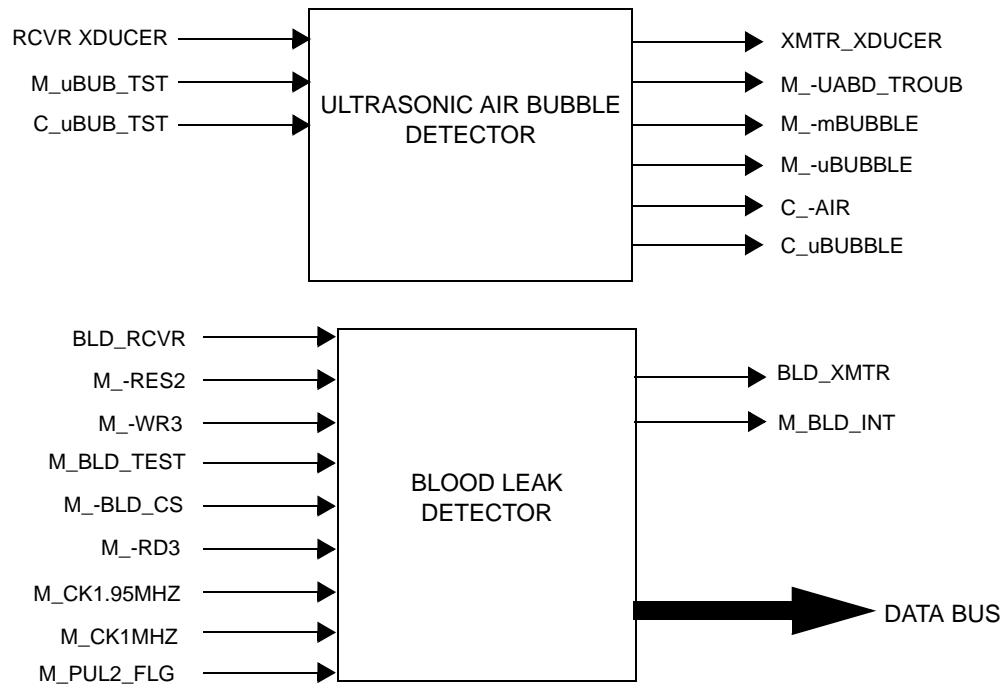 RCVR XDUCER
M_uBUB_TST
C_uBUB_TST
ULTRASONIC AIR BUBBLE
DETECTOR
XMTR_XDUCER
M_-UABD_TROUB
M_-mBUBBLE
M_-uBUBBLE
C_-AIR
C_uBUBBLE
BLD_RCVR
M_-RES2
M_-WR3
M_BLD_TEST
M_-BLD_CS
M_-RD3
M_CK1.95MHZ
M_CK1MHZ
M_PUL2_FLG
BLOOD LEAK
DETECTOR
BLD_XMTR
M_BLD_INT
DATA BUS